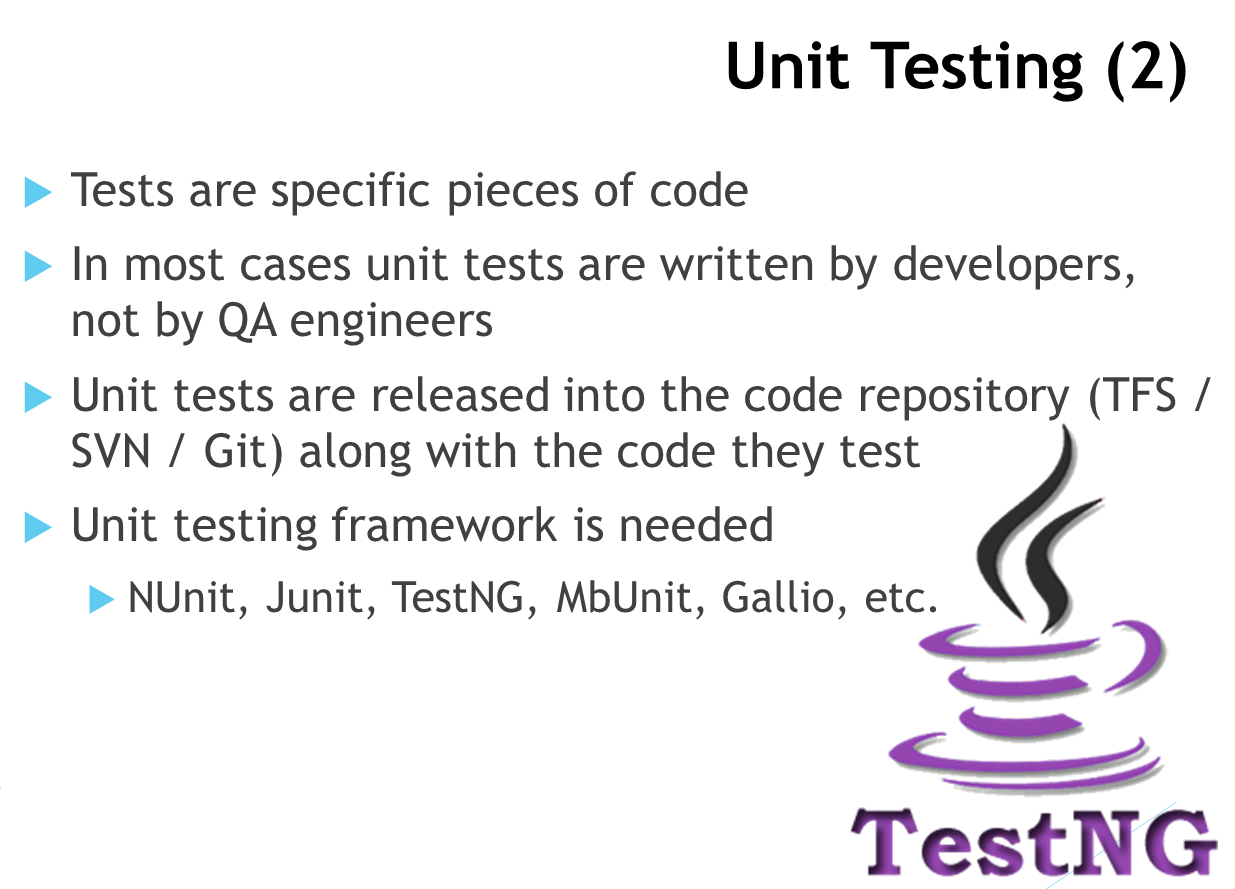 Unit Testing (2)
Tests are specific pieces of code
In most cases unit tests are written by developers,
not by QA engineers
Unit tests are released into the code repository (TFS /
SVN / Git) along with the code they test
Unit testing framework is needed
NUnit, Junit, TestNG, MbUnit, Gallio, etc.
TestNG